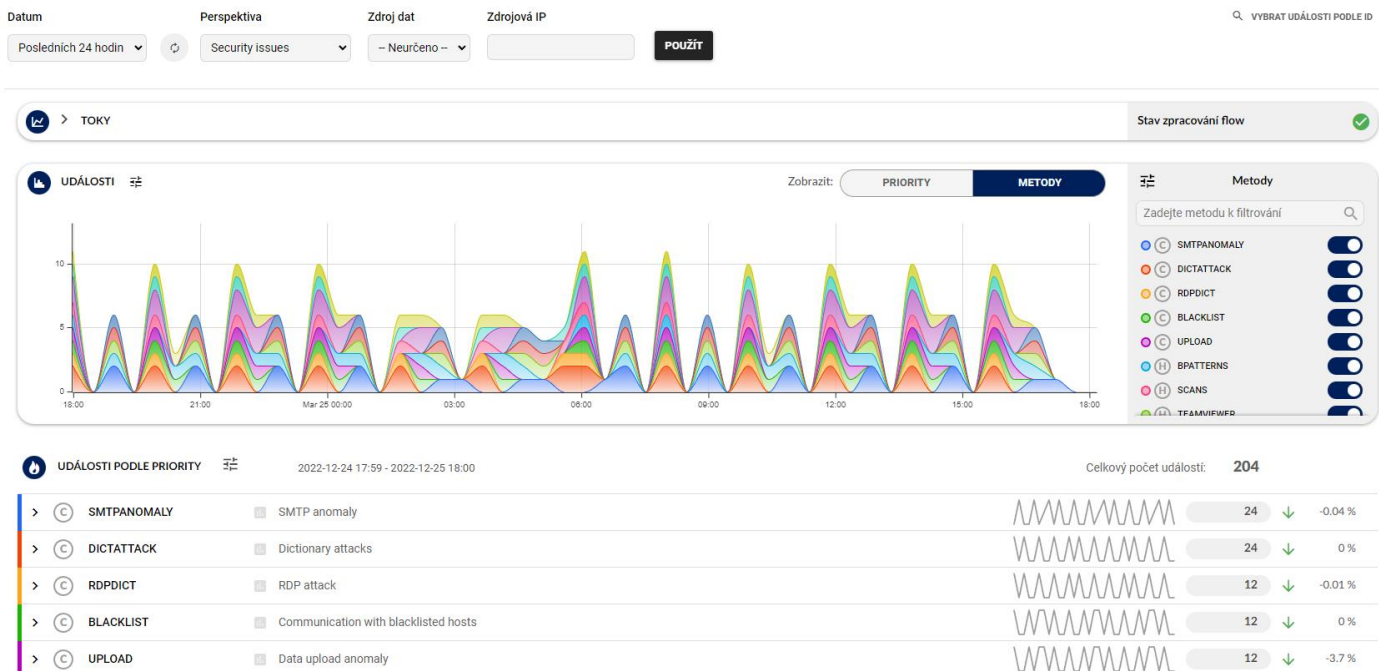 Datum Perspektiva Zdroj dat Zdrojová IP
VYBRAT UDÁLOSTI PODLE ID
Posledních 24 hodin Security issues -- Neurčeno -- POUŽÍT
TOKY
Stav zpracování flow
UDÁLOSTI
Zobrazit: PRIORITY METODY
Metody
Zadejte metodu k filtrování
C SMTPANOMALY
C DICTATTACK
C RDPDICT
C BLACKLIST
C UPLOAD
H BPATTERNS
H SCANS
H TEAMVIEWER
10
5
0
18:00 21:00 Mar 25 00:00 03:00 06:00 09:00 12:00 15:00 18:00
UDÁLOSTI PODLE PRIORITY 2022-12-24 17:59 - 2022-12-25 18:00 Celkový počet událostí: 204
C SMTPANOMALY SMTP anomaly 24 -0.04 %
C DICTATTACK Dictionary attacks 24 0 %
C RDPDICT RDP attack 12 -0.01 %
C BLACKLIST Communication with blacklisted hosts 12 0 %
C UPLOAD Data upload anomaly 12 -3.7 %